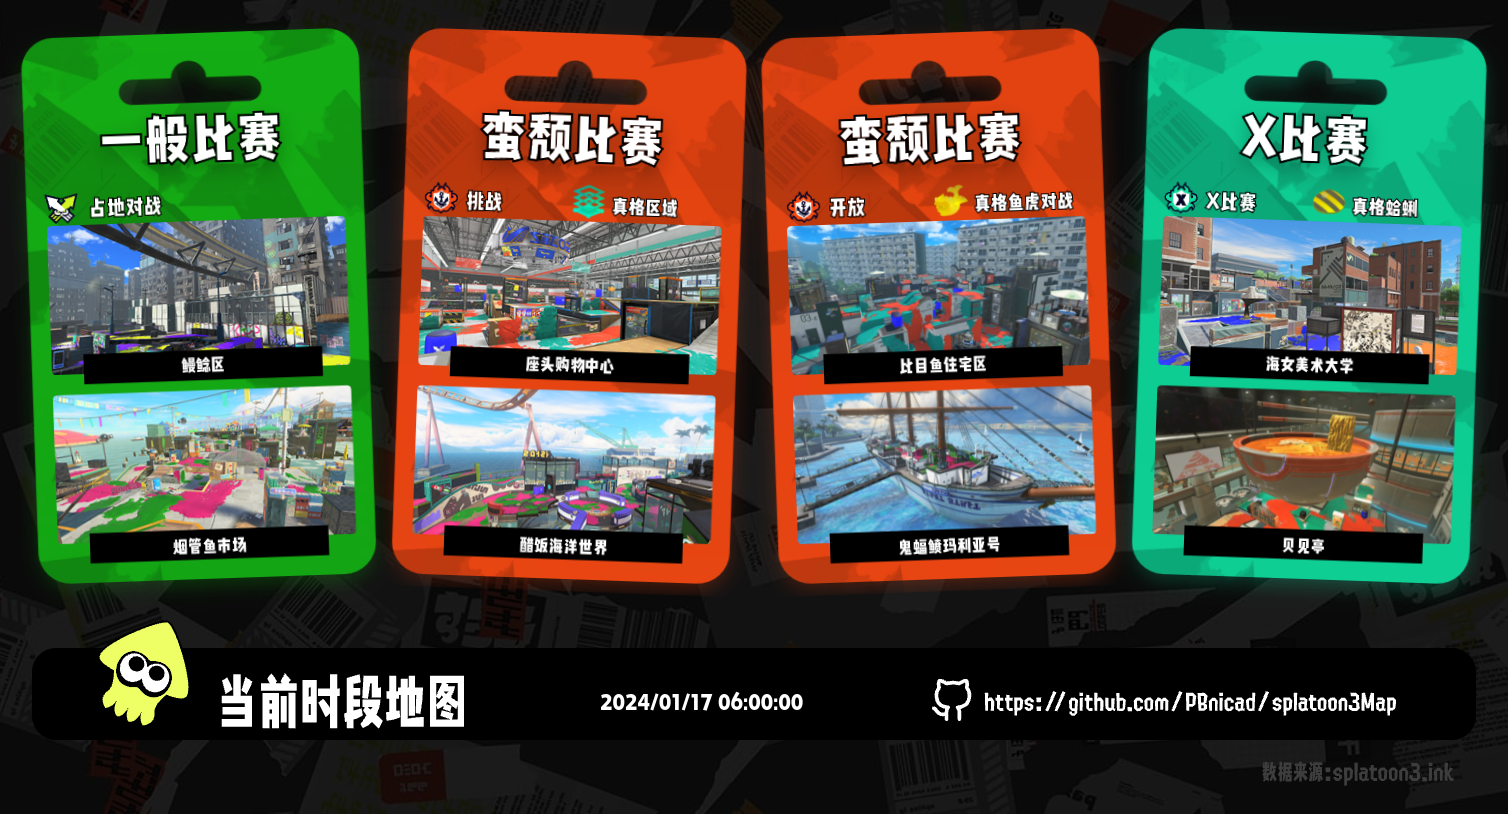 一般比赛
占地对战
鳗鲶区
烟管鱼市场
蛮颓比赛
挑战
真格区域
座头购物中心
醋饭海洋世界
蛮颓比赛
开放
真格鱼虎对战
比目鱼住宅区
鬼蝠鲼玛利亚号
X比赛
X比赛
真格蛤蜊
海女美术大学
贝见亭
当前时段地图
2024/01/17 06:00:00
https://github.com/PBnicad/splatoon3Map
数据来源:splatoon3.ink